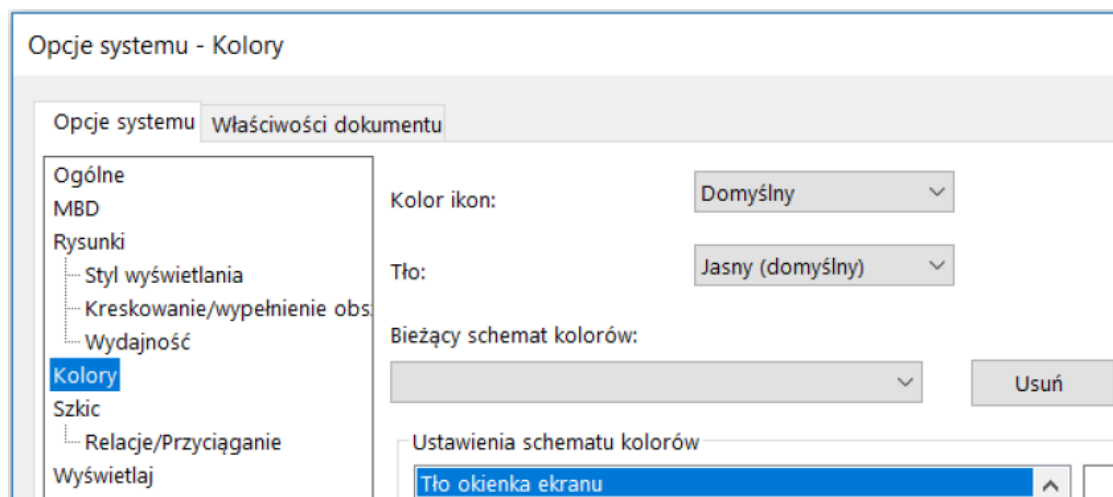 Opcje systemu - Kolory
Opcje systemu
Właściwości dokumentu
Ogólne
MBD
Rysunki
Styl wyświetlania
Kreskowanie/wypełnienie obs
Wydajność
Kolory
Szkic
Relacje/Przyciąganie
Wyświetlaj
Kolor ikon:
Domyślny
Tło:
Jasny (domyślny)
Bieżący schemat kolorów:
Usuń
Ustawienia schematu kolorów
Tło okienka ekranu